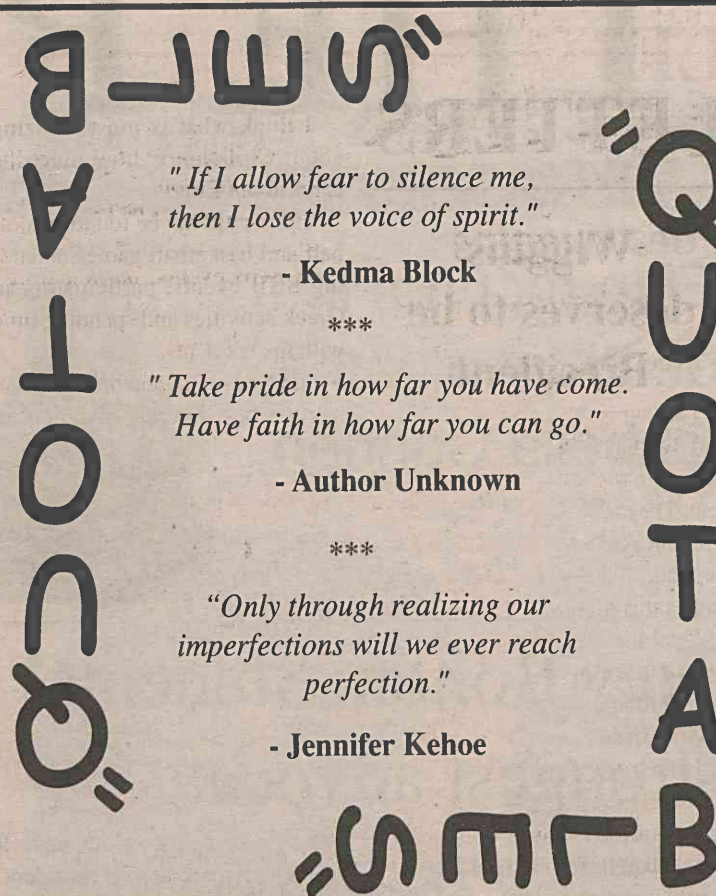 "QUOTABLES"
" If I allow fear to silence me,
then I lose the voice of spirit."
- Kedma Block
***
" Take pride in how far you have come.
Have faith in how far you can go."
- Author Unknown
***
“Only through realizing our
imperfections will we ever reach
perfection."
- Jennifer Kehoe
"QUOTABLES"